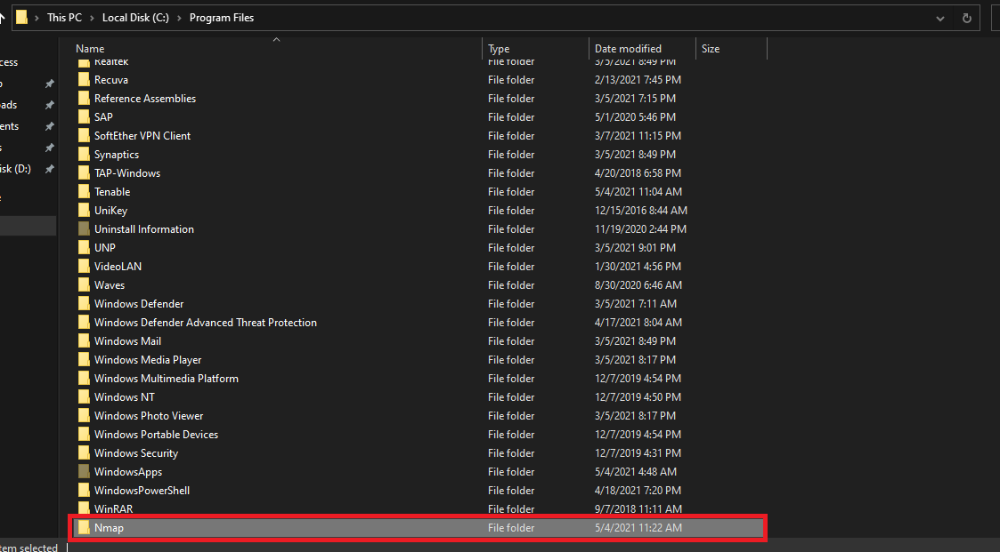 This PC > Local Disk (C:) > Program Files
Name Type Date modified Size
cess
ads
ents
isk (D:)
Realtek File folder 3/5/2021 8:49 PM
Recuva File folder 2/13/2021 7:45 PM
Reference Assemblies File folder 3/5/2021 7:15 PM
SAP File folder 5/1/2020 5:46 PM
SoftEther VPN Client File folder 3/7/2021 11:15 PM
Synaptics File folder 3/5/2021 8:49 PM
TAP-Windows File folder 4/20/2018 6:58 PM
Tenable File folder 5/4/2021 11:04 AM
UniKey File folder 12/15/2016 8:44 AM
Uninstall Information File folder 11/19/2020 2:44 PM
UNP File folder 3/5/2021 9:01 PM
VideoLAN File folder 1/30/2021 4:56 PM
Waves File folder 8/30/2020 6:46 AM
Windows Defender File folder 3/5/2021 7:11 AM
Windows Defender Advanced Threat Protection File folder 4/17/2021 8:04 AM
Windows Mail File folder 3/5/2021 8:49 PM
Windows Media Player File folder 3/5/2021 8:17 PM
Windows Multimedia Platform File folder 12/7/2019 4:54 PM
Windows NT File folder 12/7/2019 4:50 PM
Windows Photo Viewer File folder 3/5/2021 8:17 PM
Windows Portable Devices File folder 12/7/2019 4:54 PM
Windows Security File folder 12/7/2019 4:31 PM
WindowsApps File folder 5/4/2021 4:48 AM
WindowsPowerShell File folder 4/18/2021 7:20 PM
WinRAR File folder 9/7/2018 11:11 AM
Nmap File folder 5/4/2021 11:22 AM
tem selected